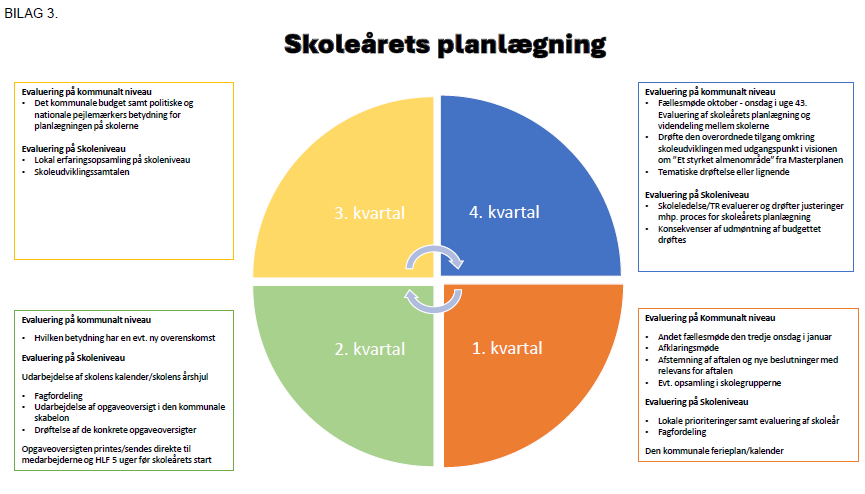 BILAG 3.
Skoleårets planlægning
Evaluering på kommunalt niveau
• Det kommunale budget samt politiske og
nationale pejlemærkers betydning for
planlægningen på skolerne
Evaluering på Skoleniveau
• Lokal erfaringsopsamling på skoleniveau
• Skoleudviklingssamtalen
Evaluering på kommunalt niveau
• Fællesmøde oktober - onsdag i uge 43.
Evaluering af skoleårets planlægning og
videndeling mellem skolerne
• Drøfte den overordnede tilgang omkring
skoleudviklingen med udgangspunkt i visionen
om "Et styrket almenområde" fra Masterplanen
• Tematiske drøftelse eller lignende
Evaluering på Skoleniveau
• Skoleledelse/TR evaluerer og drøfter justeringer
mhp. proces for skoleårets planlægning
• Konsekvenser af udmøntning af budgettet
drøftes
3. kvartal
4. kvartal
2. kvartal
1. kvartal
Evaluering på kommunalt niveau
• Hvilken betydning har en evt. ny overenskomst
Evaluering på Skoleniveau
Udarbejdelse af skolens kalender/skolens årshjul
• Fagfordeling
• Udarbejdelse af opgaveoversigt i den kommunale
skabelon
• Drøftelse af de konkrete opgaveoversigter
Opgaveoversigten printes/sendes direkte til
medarbejderne og HLF 5 uger før skoleårets start
Evaluering på Kommunalt niveau
• Andet fællesmøde den tredje onsdag i januar
• Afklaringsmøde
• Afstemning af aftalen og nye beslutninger med
relevans for aftalen
• Evt. opsamling i skolegrupperne
Evaluering på Skoleniveau
• Lokale prioriteringer samt evaluering af skoleår
• Fagfordeling
Den kommunale ferieplan/kalender